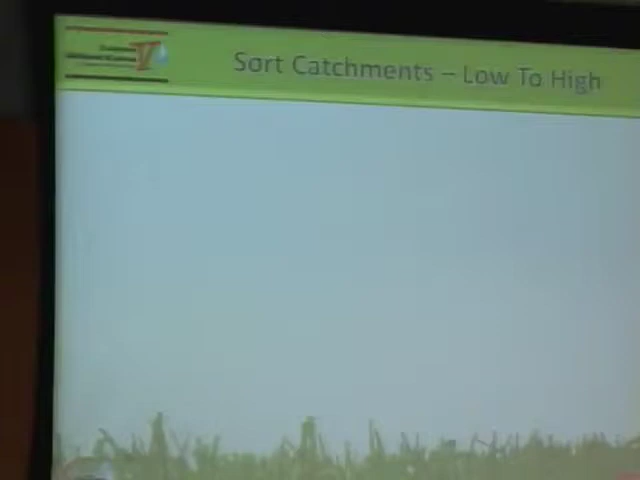 V
Sort Catchments – Low To High